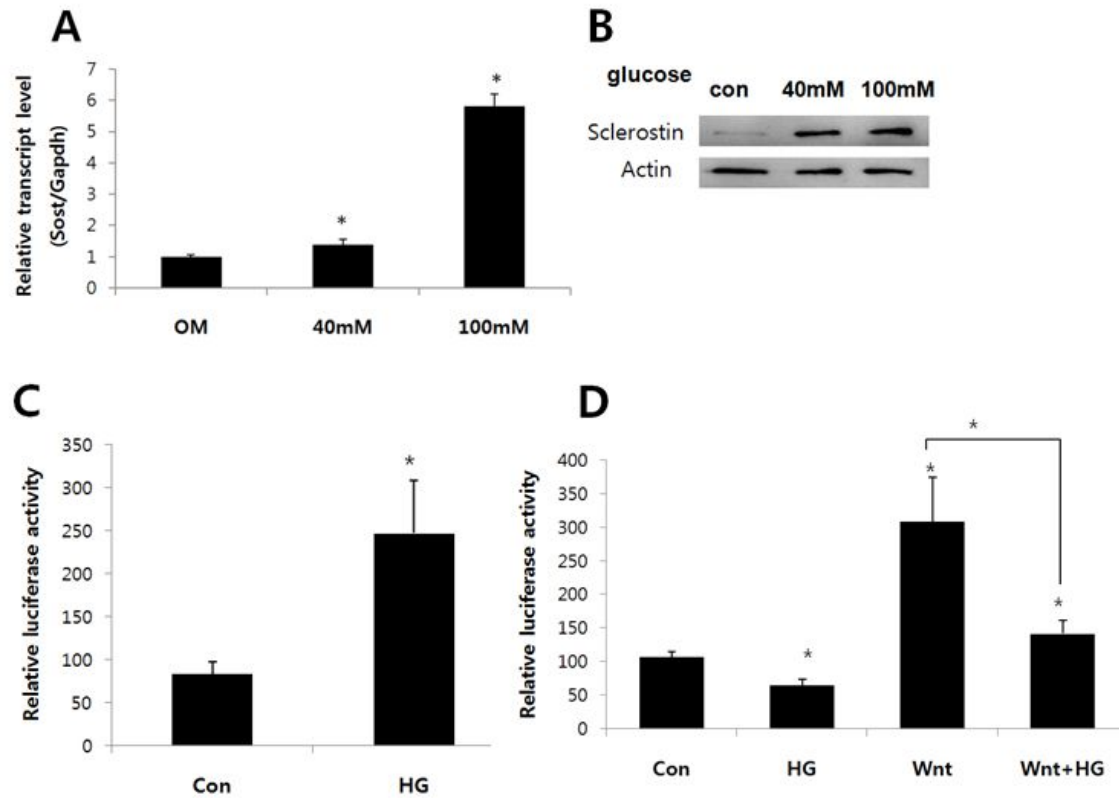 A
Relative transcript level
(Sost/Gapdh)
7
6
5
4
3
2
1
0
*
*
OM 40mM 100mM
B
glucose con 40mM 100mM
Sclerostin
Actin
C
Relative luciferase activity
350
300
250
200
150
100
50
0
*
Con HG
D
Relative luciferase activity
400
350
300
250
200
150
100
50
0
*
*
*
*
Con HG Wnt Wnt+HG